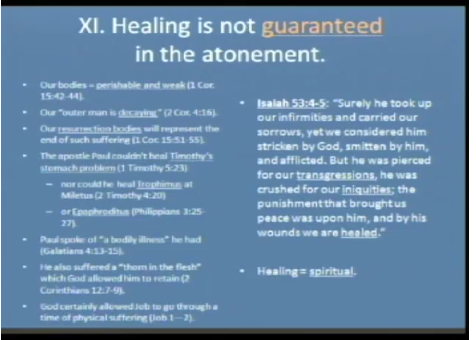 XI. Healing is not guaranteed
in the atonement.
• Our bodies – perishable and weak (1 Cor.
15:42-44).
• Our "outer man is decaying" (2 Cor. 4:16).
• Our resurrection bodies will represent the
end of such suffering (1 Cor. 15:51-55).
• The apostle Paul couldn't heal Timothy's
stomach problem (1 Timothy 5:23)
– nor could he heal Trophimus at
Miletus (2 Timothy 4:20)
– or Epaphroditus (Philippians 3:25-
27).
• Paul spoke of "a bodily illness" he had
(Galatians 4:13-15).
• He also suffered a "thorn in the flesh"
which God allowed him to retain (2
Corinthians 12:7-9).
• God certainly allowed Job to go through a
time of physical suffering (Job 1–2).
• Isaiah 53:4-5: "Surely he took up
our infirmities and carried our
sorrows, yet we considered him
stricken by God, smitten by him,
and afflicted. But he was pierced
for our transgressions, he was
crushed for our iniquities; the
punishment that brought us
peace was upon him, and by his
wounds we are healed."
• Healing = spiritual.